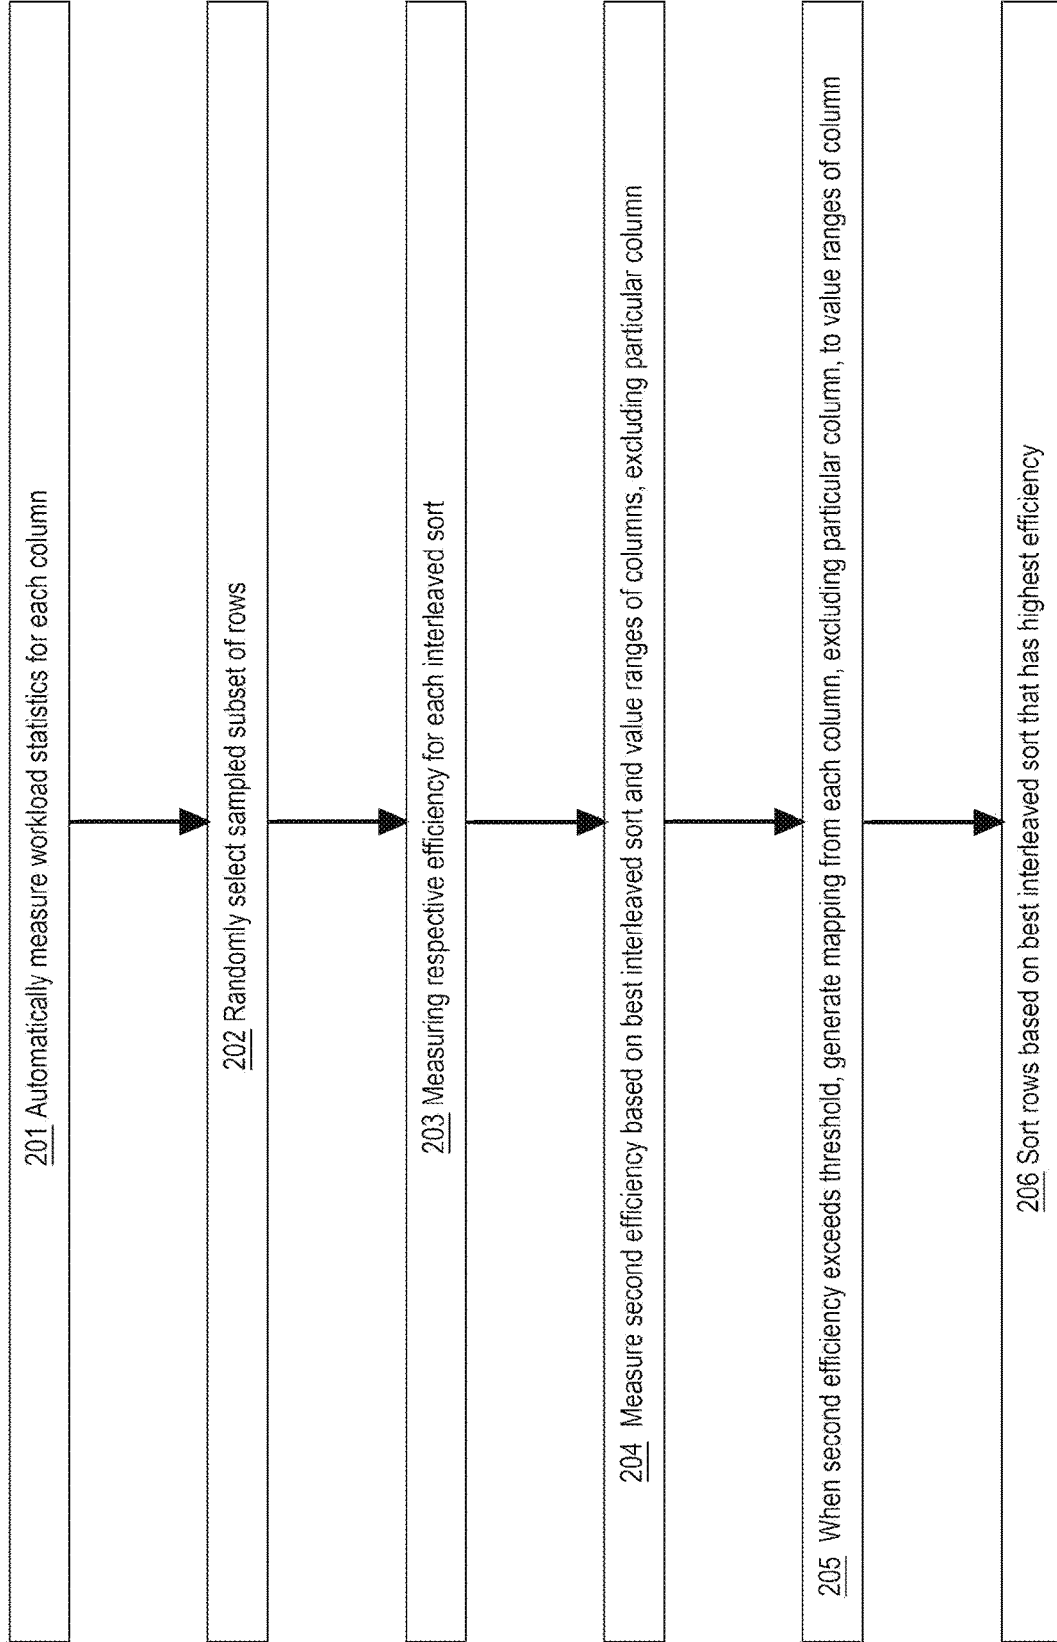 201 Automatically measure workload statistics for each column
202 Randomly select sampled subset of rows
203 Measuring respective efficiency for each interleaved sort
204 Measure second efficiency based on best interleaved sort and value ranges of columns, excluding particular column
205 When second efficiency exceeds threshold, generate mapping from each column, excluding particular column, to value ranges of column
206 Sort rows based on best interleaved sort that has highest efficiency